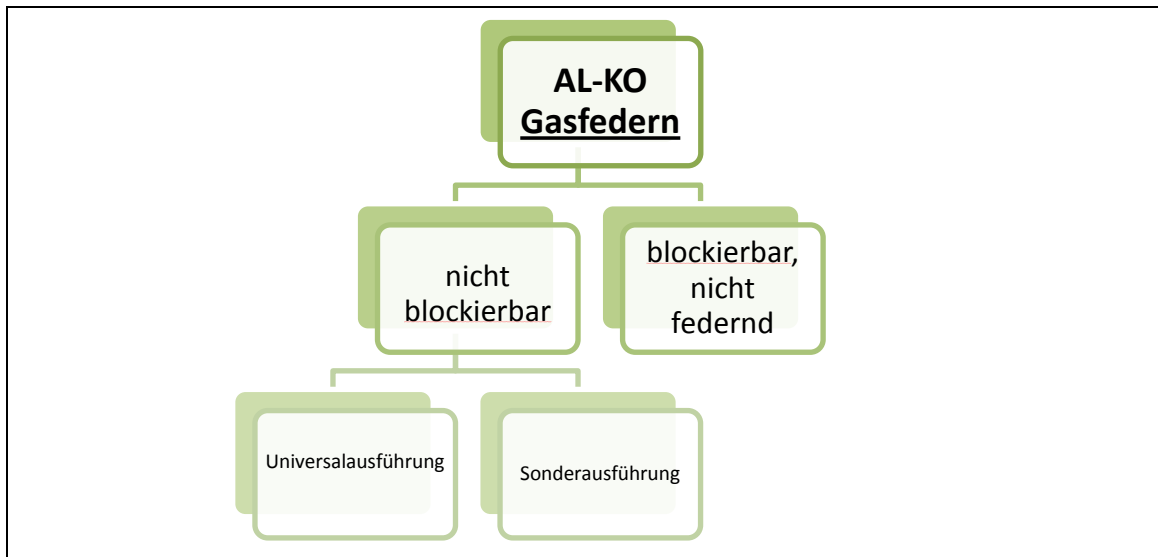 AL-KO
Gasfedern
nicht
blockierbar
blockierbar,
nicht
federnd
Universalausführung
Sonderausführung